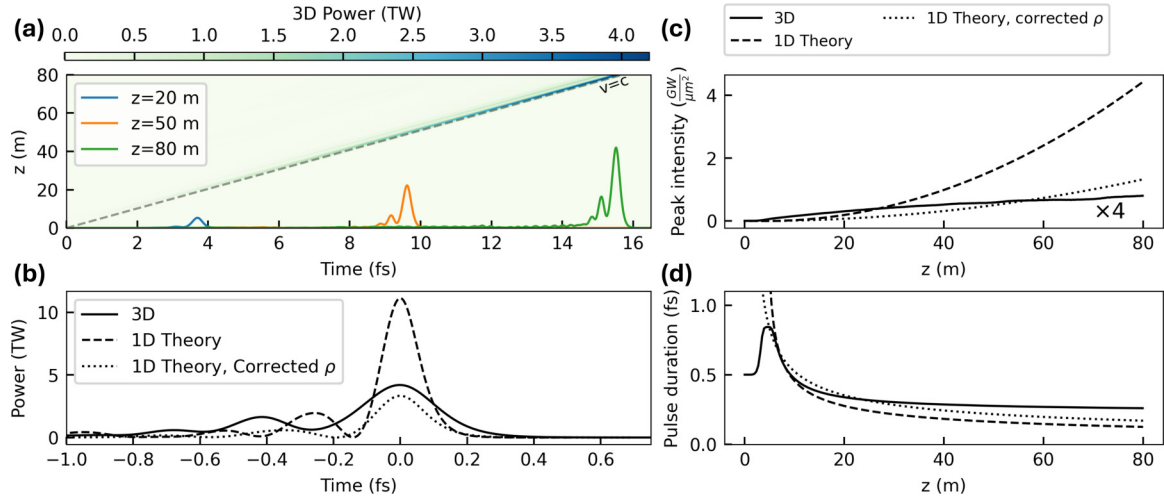 (a)
3D Power (TW)
0.0 0.5 1.0 1.5 2.0 2.5 3.0 3.5 4.0
z (m)
80
60
40
20
0
z=20 m
z=50 m
z=80 m
v=c
0 2 4 6 8 10 12 14 16
Time (fs)
(b)
Power (TW)
10
5
0
3D
1D Theory
1D Theory, Corrected ρ
−1.0 −0.8 −0.6 −0.4 −0.2 0.0 0.2 0.4 0.6
Time (fs)
(c)
3D
1D Theory
1D Theory, corrected ρ
Peak intensity (GW/μm²)
4
2
0
×4
0 20 40 60 80
z (m)
(d)
Pulse duration (fs)
1.0
0.5
0.0
0 20 40 60 80
z (m)